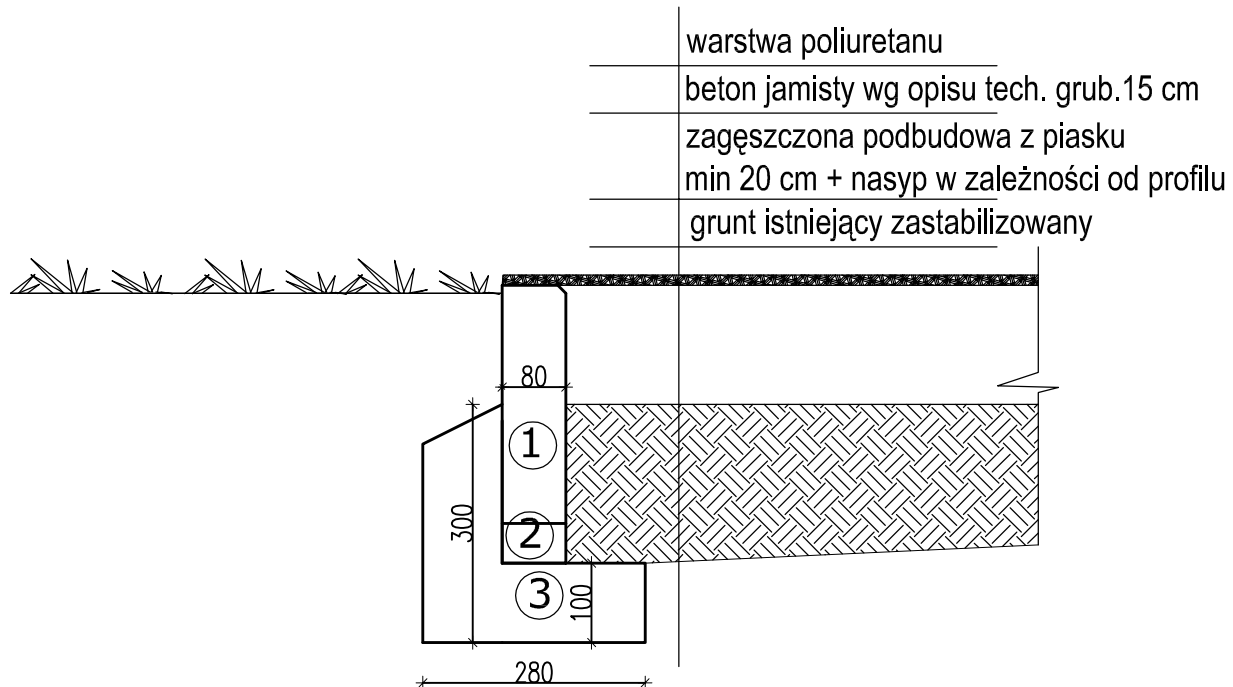 warstwa poliuretanu
beton jamisty wg opisu tech. grub.15 cm
zagęszczona podbudowa z piasku
min 20 cm + nasyp w zależności od profilu
grunt istniejący zastabilizowany
80
1
300
2
3
100
280